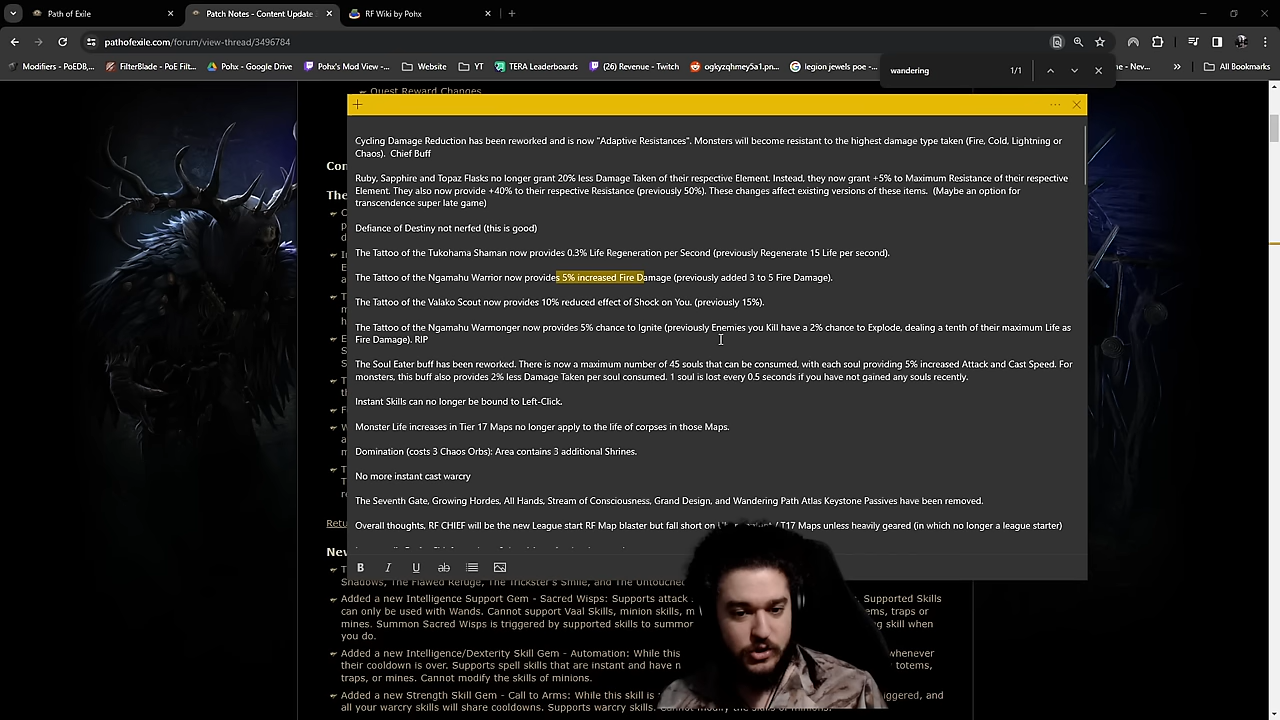 Path of Exile
Patch Notes - Content Update
RF Wiki by Pohx
pathofexile.com/forum/view-thread/3496784
Modifiers - PoEDB,...
FilterBlade - PoE Filt...
Pohx - Google Drive
Pohx's Mod View -...
Website
YT
TERA Leaderboards
(26) Revenue - Twitch
ogkyzqhmey5a1.pn...
legion jewels poe -...
- Nev...
All Bookmarks
wandering
1/1
Quest Reward Changes
Cycling Damage Reduction has been reworked and is now "Adaptive Resistances". Monsters will become resistant to the highest damage type taken (Fire, Cold, Lightning or
Chaos). Chief Buff
Ruby, Sapphire and Topaz Flasks no longer grant 20% less Damage Taken of their respective Element. Instead, they now grant +5% to Maximum Resistance of their respective
Element. They also now provide +40% to their respective Resistance (previously 50%). These changes affect existing versions of these items. (Maybe an option for
transcendence super late game)
Defiance of Destiny not nerfed (this is good)
The Tattoo of the Tukohama Shaman now provides 0.3% Life Regeneration per Second (previously Regenerate 15 Life per second).
The Tattoo of the Ngamahu Warrior now provides 5% increased Fire Damage (previously added 3 to 5 Fire Damage).
The Tattoo of the Valako Scout now provides 10% reduced effect of Shock on You. (previously 15%).
The Tattoo of the Ngamahu Warmonger now provides 5% chance to Ignite (previously Enemies you Kill have a 2% chance to Explode, dealing a tenth of their maximum Life as
Fire Damage). RIP
The Soul Eater buff has been reworked. There is now a maximum number of 45 souls that can be consumed, with each soul providing 5% increased Attack and Cast Speed. For
monsters, this buff also provides 2% less Damage Taken per soul consumed. 1 soul is lost every 0.5 seconds if you have not gained any souls recently.
Instant Skills can no longer be bound to Left-Click.
Monster Life increases in Tier 17 Maps no longer apply to the life of corpses in those Maps.
Domination (costs 3 Chaos Orbs): Area contains 3 additional Shrines.
No more instant cast warcry
The Seventh Gate, Growing Hordes, All Hands, Stream of Consciousness, Grand Design, and Wandering Path Atlas Keystone Passives have been removed.
Overall thoughts, RF CHIEF will be the new League start RF Map blaster but fall short on / T17 Maps unless heavily geared (in which no longer a league starter)
Shadows, The Flawed Refuge, The Trickster's Smile, and The Untouched
Added a new Intelligence Support Gem - Sacred Wisps: Supports attack Supported Skills
can only be used with Wands. Cannot support Vaal Skills, minion skills, traps or
mines. Summon Sacred Wisps is triggered by supported skills to summon skill when
you do.
Added a new Intelligence/Dexterity Skill Gem - Automation: While this whenever
their cooldown is over. Supports spell skills that are instant and have totems,
traps, or mines. Cannot modify the skills of minions.
Added a new Strength Skill Gem - Call to Arms: While this skill is and
all your warcry skills will share cooldowns. Supports warcry skills. Cannot modify the skills of minions.